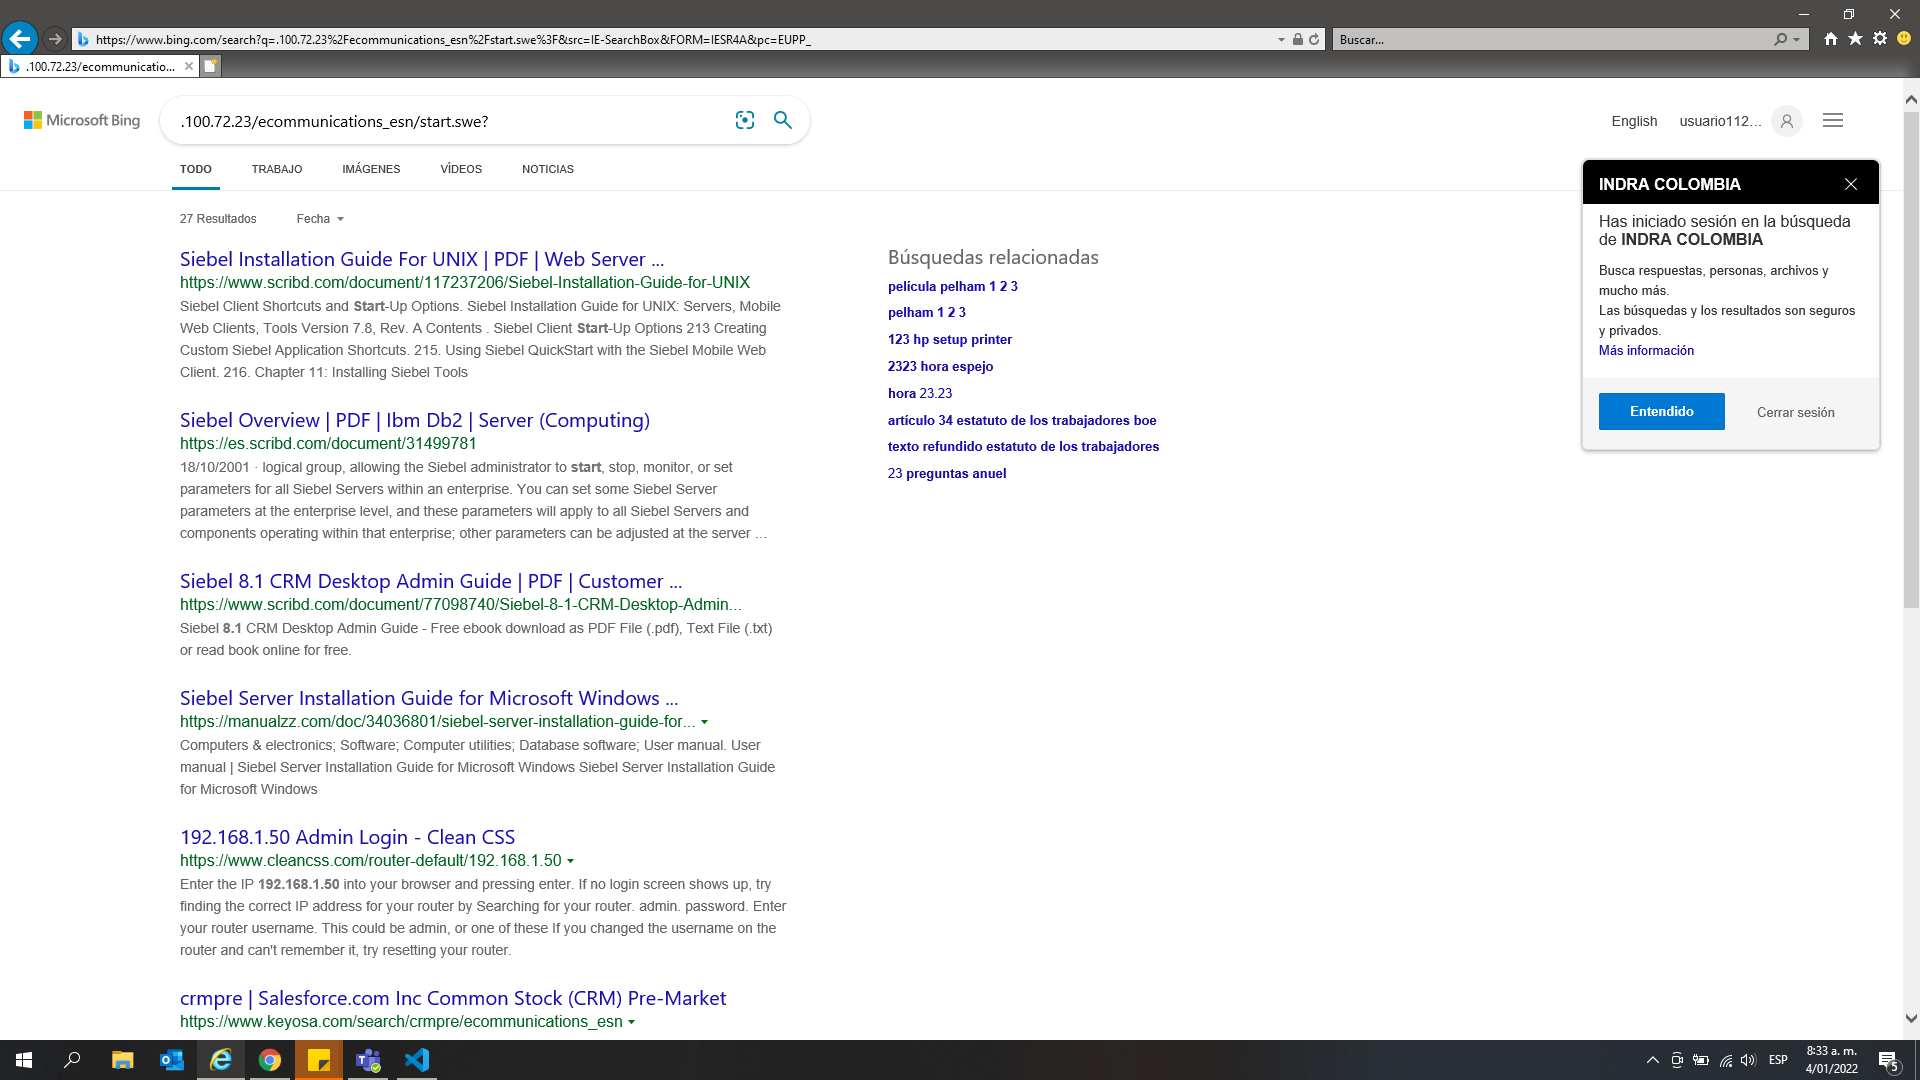 https://www.bing.com/search?q=.100.72.23%2Fecommunications_esn%2Fstart.swe%3F&src=IE-SearchBox&FORM=IESR4A&pc=EUPP_
Buscar...
.100.72.23/ecommunicatio...
Microsoft Bing
.100.72.23/ecommunications_esn/start.swe?
English
usuario112...
TODO
TRABAJO
IMÁGENES
VÍDEOS
NOTICIAS
27 Resultados
Fecha
Siebel Installation Guide For UNIX | PDF | Web Server ...
https://www.scribd.com/document/117237206/Siebel-Installation-Guide-for-UNIX
Siebel Client Shortcuts and Start-Up Options. Siebel Installation Guide for UNIX: Servers, Mobile
Web Clients, Tools Version 7.8, Rev. A Contents . Siebel Client Start-Up Options 213 Creating
Custom Siebel Application Shortcuts. 215. Using Siebel QuickStart with the Siebel Mobile Web
Client. 216. Chapter 11: Installing Siebel Tools
Siebel Overview | PDF | Ibm Db2 | Server (Computing)
https://es.scribd.com/document/31499781
18/10/2001 · logical group, allowing the Siebel administrator to start, stop, monitor, or set
parameters for all Siebel Servers within an enterprise. You can set some Siebel Server
parameters at the enterprise level, and these parameters will apply to all Siebel Servers and
components operating within that enterprise; other parameters can be adjusted at the server ...
Siebel 8.1 CRM Desktop Admin Guide | PDF | Customer ...
https://www.scribd.com/document/77098740/Siebel-8-1-CRM-Desktop-Admin...
Siebel 8.1 CRM Desktop Admin Guide - Free ebook download as PDF File (.pdf), Text File (.txt)
or read book online for free.
Siebel Server Installation Guide for Microsoft Windows ...
https://manualzz.com/doc/34036801/siebel-server-installation-guide-for...
Computers & electronics; Software; Computer utilities; Database software; User manual. User
manual | Siebel Server Installation Guide for Microsoft Windows Siebel Server Installation Guide
for Microsoft Windows
192.168.1.50 Admin Login - Clean CSS
https://www.cleancss.com/router-default/192.168.1.50
Enter the IP 192.168.1.50 into your browser and pressing enter. If no login screen shows up, try
finding the correct IP address for your router by Searching for your router. admin. password. Enter
your router username. This could be admin, or one of these If you changed the username on the
router and can't remember it, try resetting your router.
crmpre | Salesforce.com Inc Common Stock (CRM) Pre-Market
https://www.keyosa.com/search/crmpre/ecommunications_esn
Búsquedas relacionadas
película pelham 1 2 3
pelham 1 2 3
123 hp setup printer
2323 hora espejo
hora 23.23
artículo 34 estatuto de los trabajadores boe
texto refundido estatuto de los trabajadores
23 preguntas anuel
INDRA COLOMBIA
Has iniciado sesión en la búsqueda
de INDRA COLOMBIA
Busca respuestas, personas, archivos y
mucho más.
Las búsquedas y los resultados son seguros
y privados.
Más información
Entendido
Cerrar sesión
ESP
8:33 a. m.
4/01/2022
5